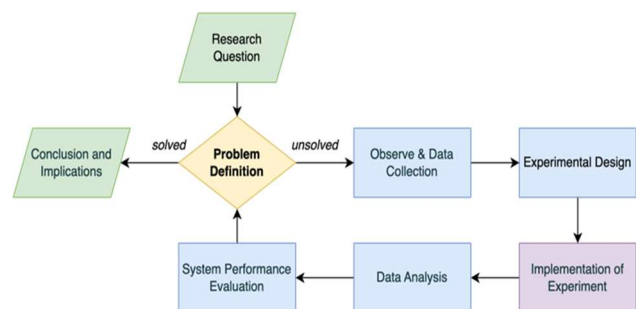 Research
Question
solved
unsolved
Conclusion and
Implications
Problem
Definition
Observe & Data
Collection
Experimental Design
System Performance
Evaluation
Data Analysis
Implementation of
Experiment